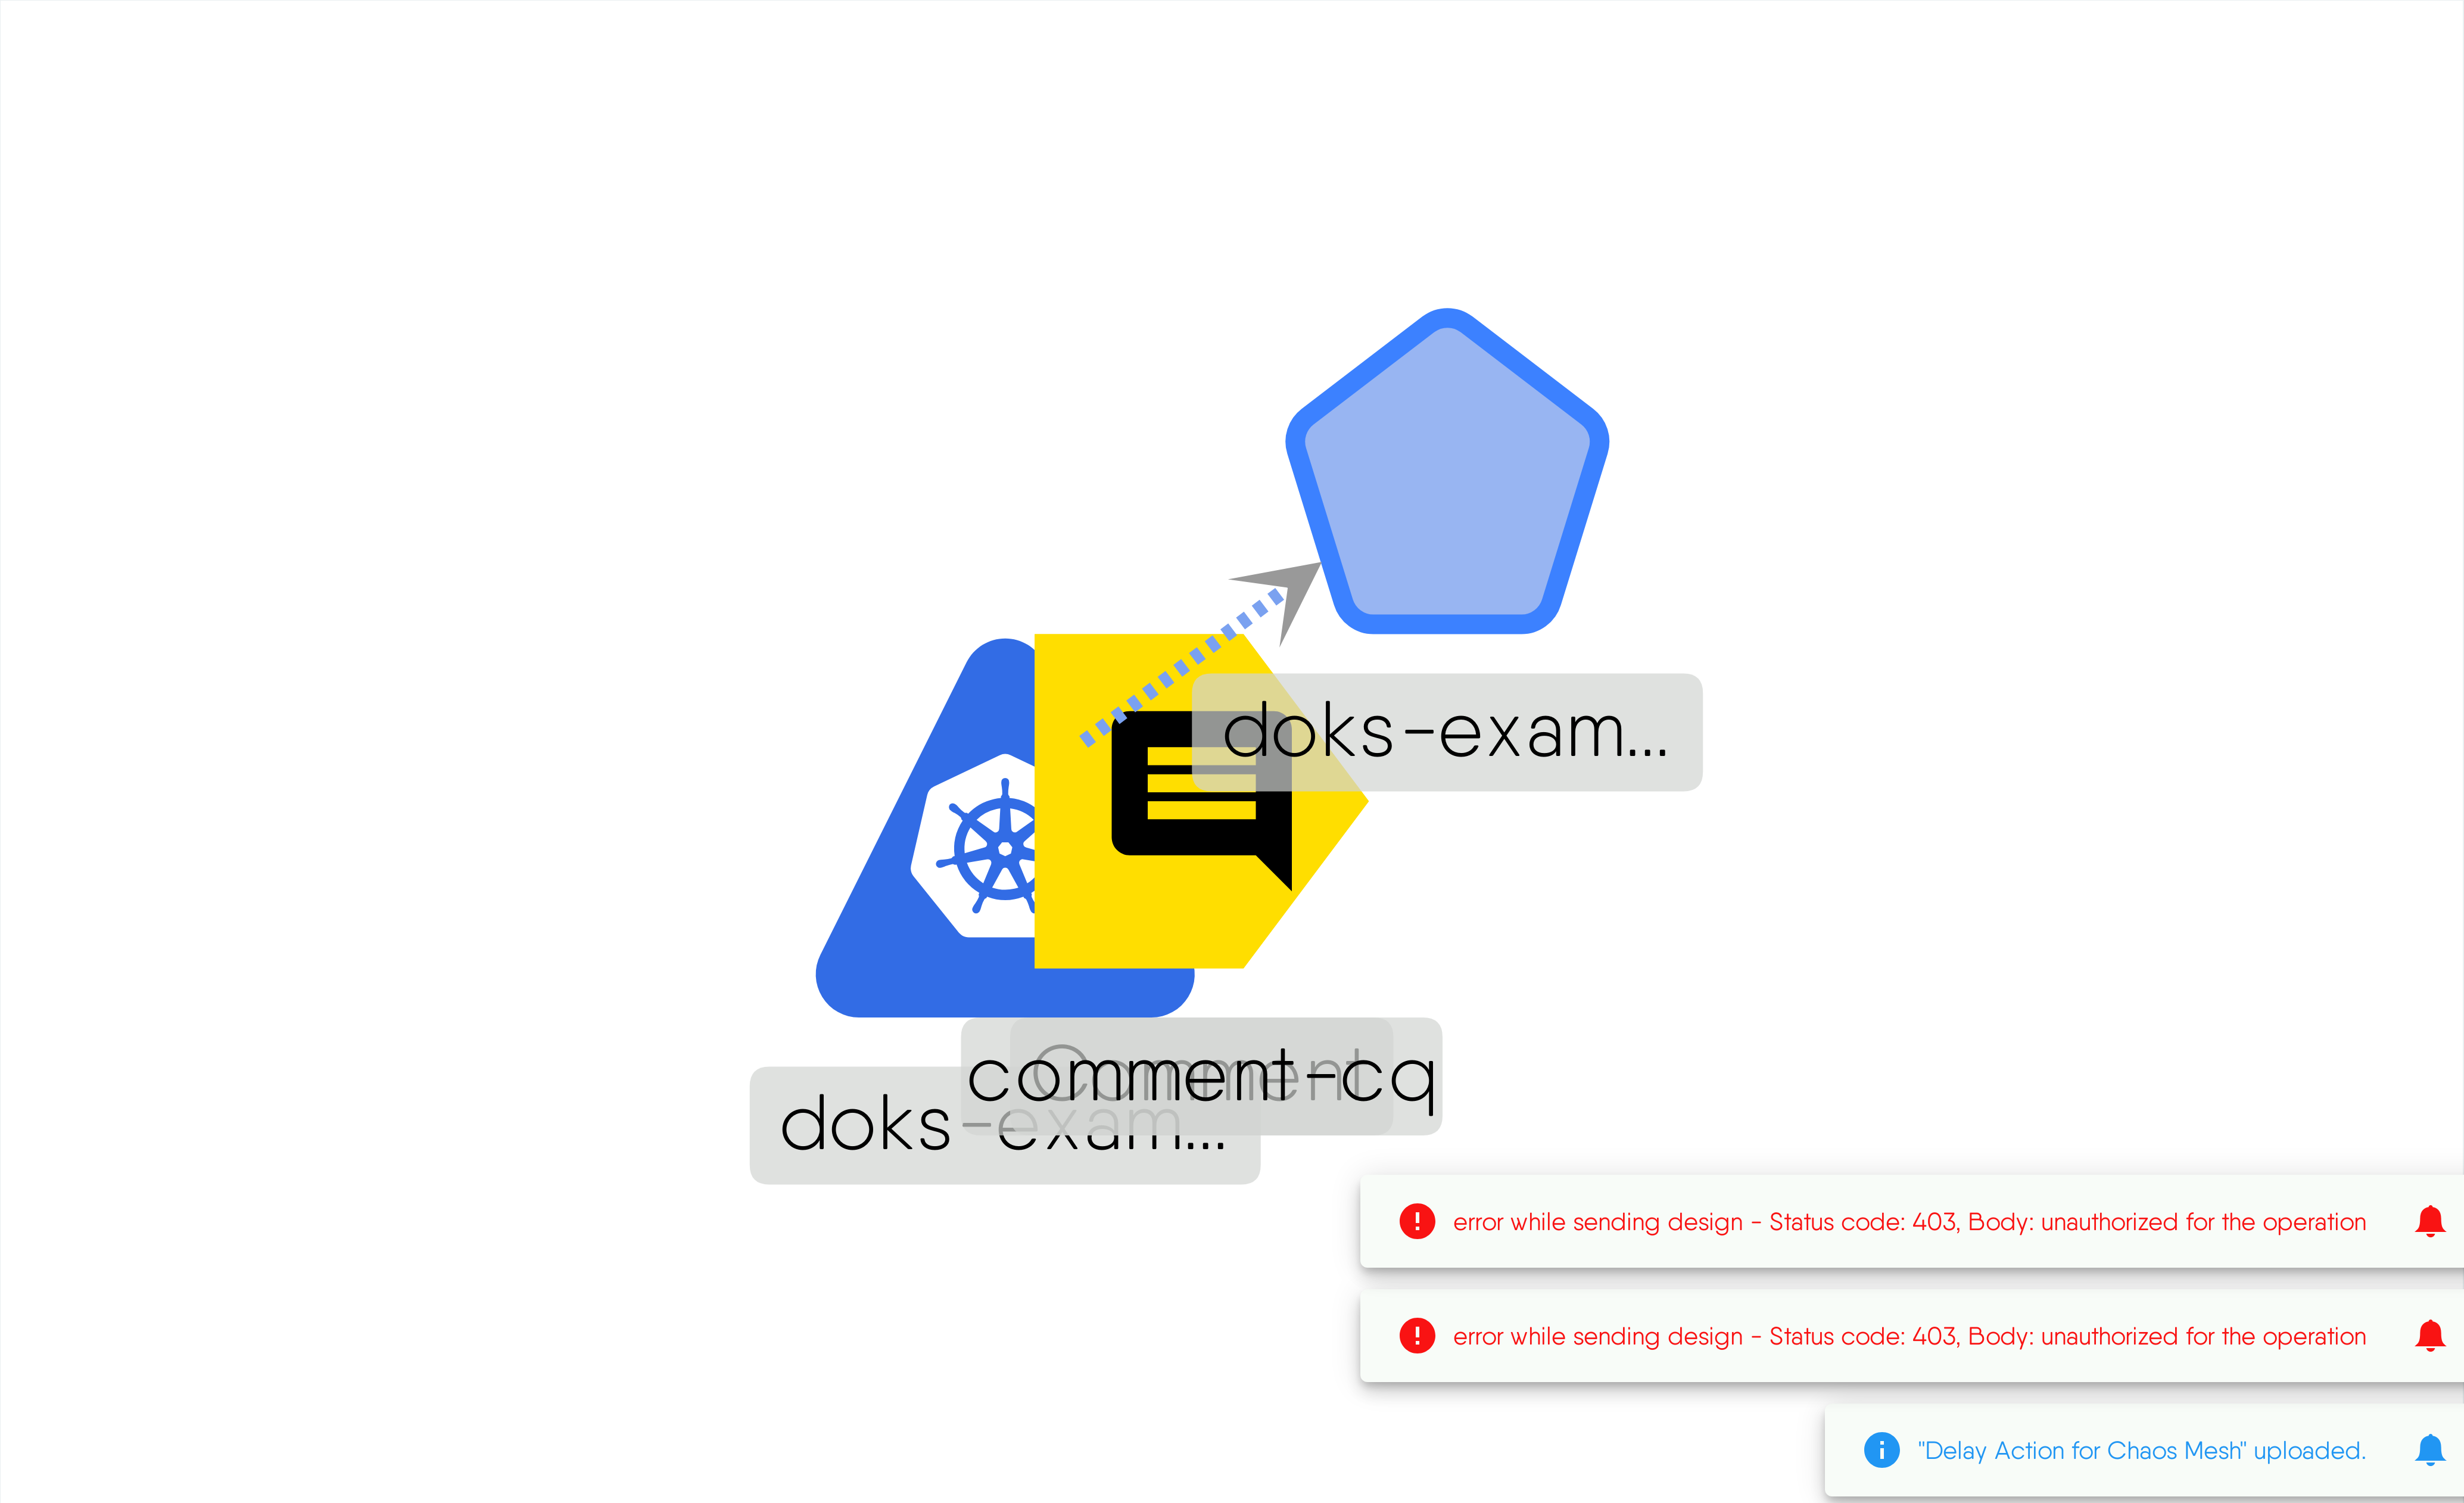 doks-exam...
Comment
comment-cq
doks-exam...
error while sending design - Status code: 403, Body: unauthorized for the operation
error while sending design - Status code: 403, Body: unauthorized for the operation
"Delay Action for Chaos Mesh" uploaded.